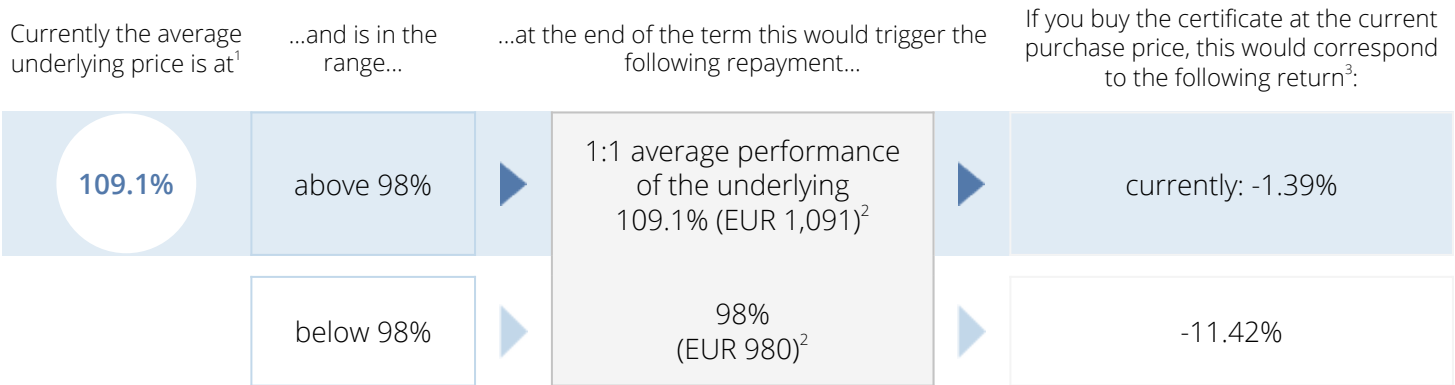 Currently the average
underlying price is at1
...and is in the
range...
...at the end of the term this would trigger the
following repayment...
If you buy the certificate at the current
purchase price, this would correspond
to the following return3:
109.1%
above 98%
1:1 average performance
of the underlying
109.1% (EUR 1,091)2
currently: -1.39%
below 98%
98%
(EUR 980)2
-11.42%